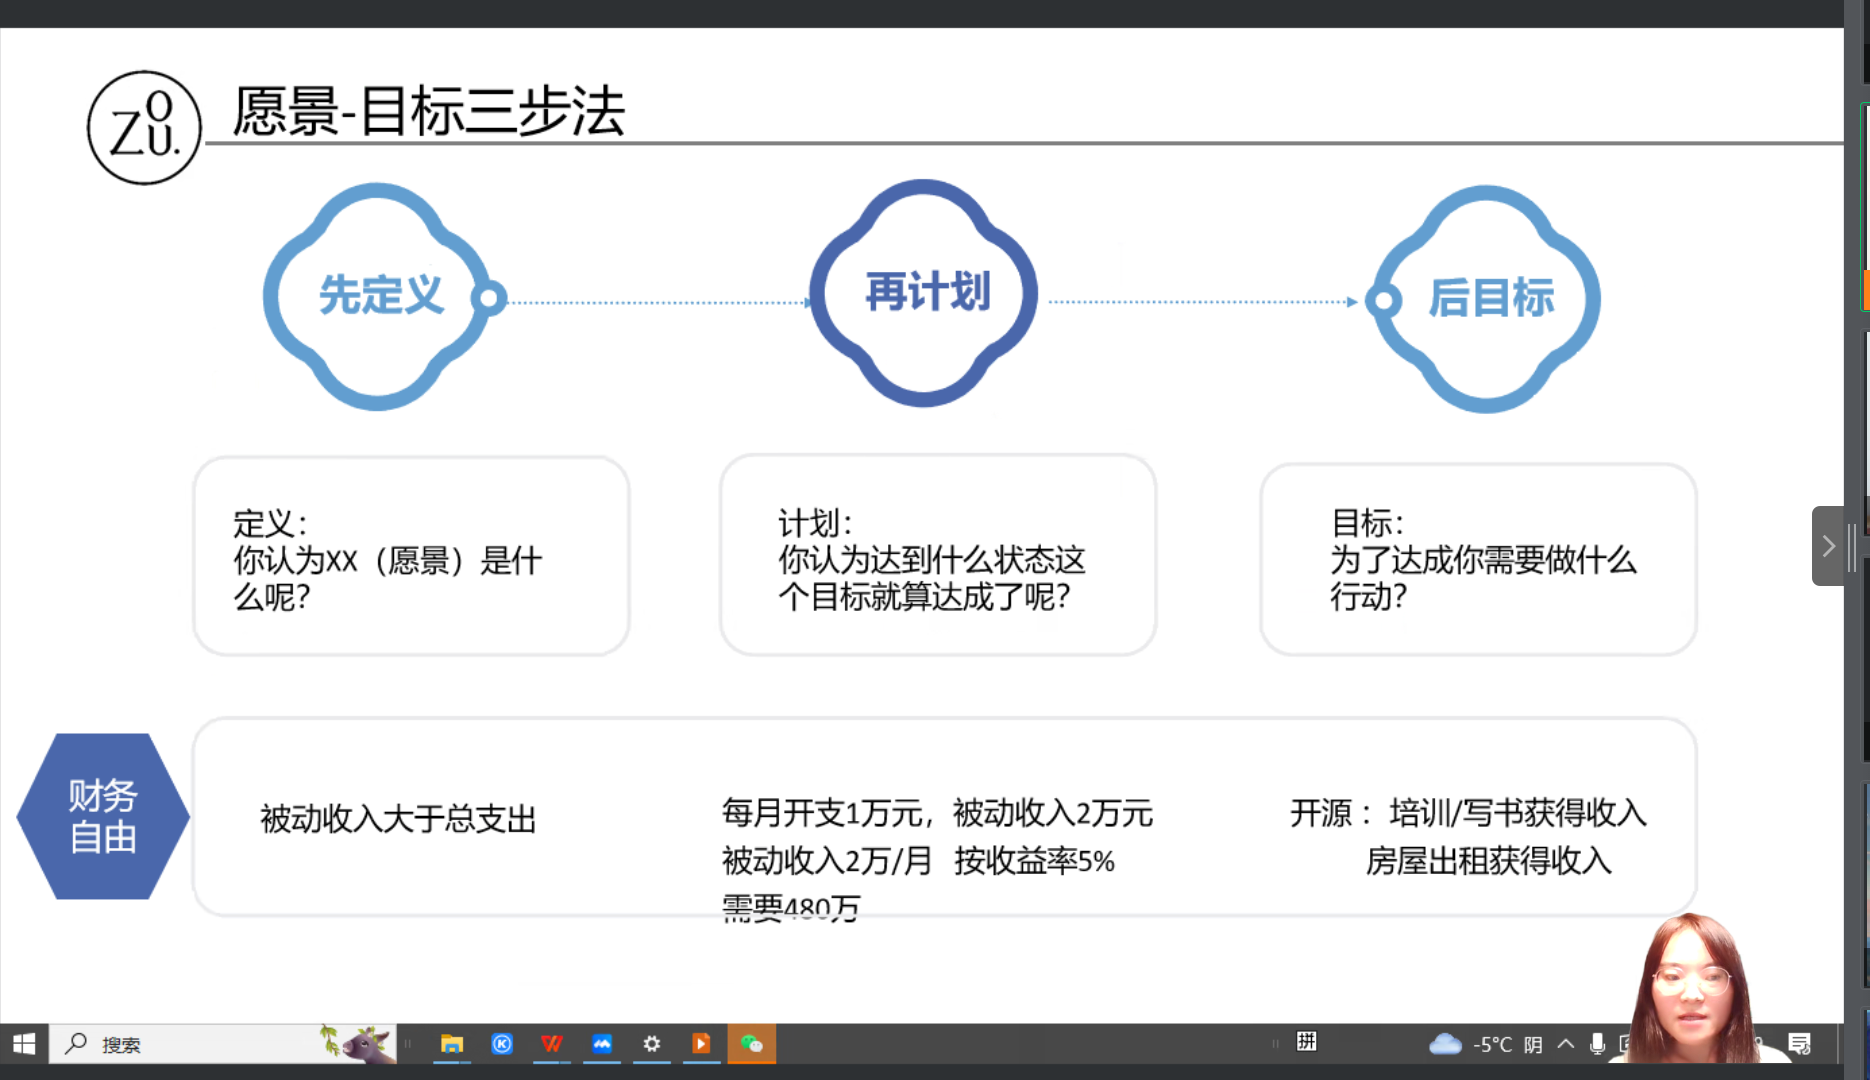 ZOU.
愿景-目标三步法
先定义
再计划
后目标
定义：
你认为XX（愿景）是什
么呢？
计划：
你认为达到什么状态这
个目标就算达成了呢？
目标：
为了达成你需要做什么
行动？
财务
自由
被动收入大于总支出
每月开支1万元，被动收入2万元
被动收入2万/月 按收益率5%
需要480万
开源：培训/写书获得收入
房屋出租获得收入
搜索
拼
-5°C 阴